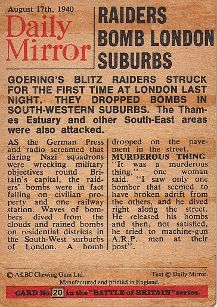 August 17th, 1940
Daily
Mirror
RAIDERS
BOMB LONDON
SUBURBS
GOERING'S BLITZ RAIDERS STRUCK
FOR THE FIRST TIME AT LONDON LAST
NIGHT. THEY DROPPED BOMBS IN
SOUTH-WESTERN SUBURBS. The Tham-
es Estuary and other South-East areas
were also attacked.
AS the German Press
and radio screamed that
daring Nazi squadrons
were wrecking military
objectives round Brit-
ain's capital, the raid-
ers' bombs were in fact
falling on civilian prop-
erty and one railway
station. Waves of bom-
bers dived from the
clouds and rained bombs
on residential districts in
the South-West suburbs
of London. A bomb
dropped on the pave-
ment in the street.
MURDEROUS THING
"It was a murderous
thing," one woman
said. "I saw only one
bomber that seemed to
have broken adrift from
the others, and he dived
right along the street.
He released his bombs
and then, not satisfied,
he tried to machine-gun
A.R.P. men at their
post".
© A&BC Chewing Gum Ltd.
Text © Daily Mirror.
Manufactured and printed in England
CARD No. 20 in the "BATTLE of BRITAIN" series.